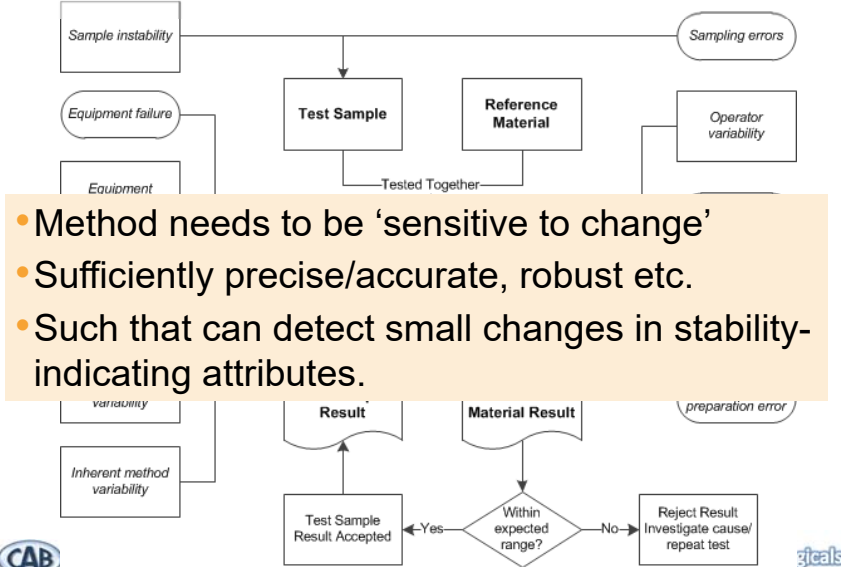 Sample instability
Sampling errors
Equipment failure
Test Sample
Reference
Material
Operator
variability
Tested Together
Equipment
•Method needs to be ‘sensitive to change’
•Sufficiently precise/accurate, robust etc.
•Such that can detect small changes in stability-
indicating attributes.
variability
Result
Material Result
preparation error
Inherent method
variability
Test Sample
Result Accepted
Yes
Within
expected
range?
No
Reject Result
Investigate cause/
repeat test
CAB
gicals